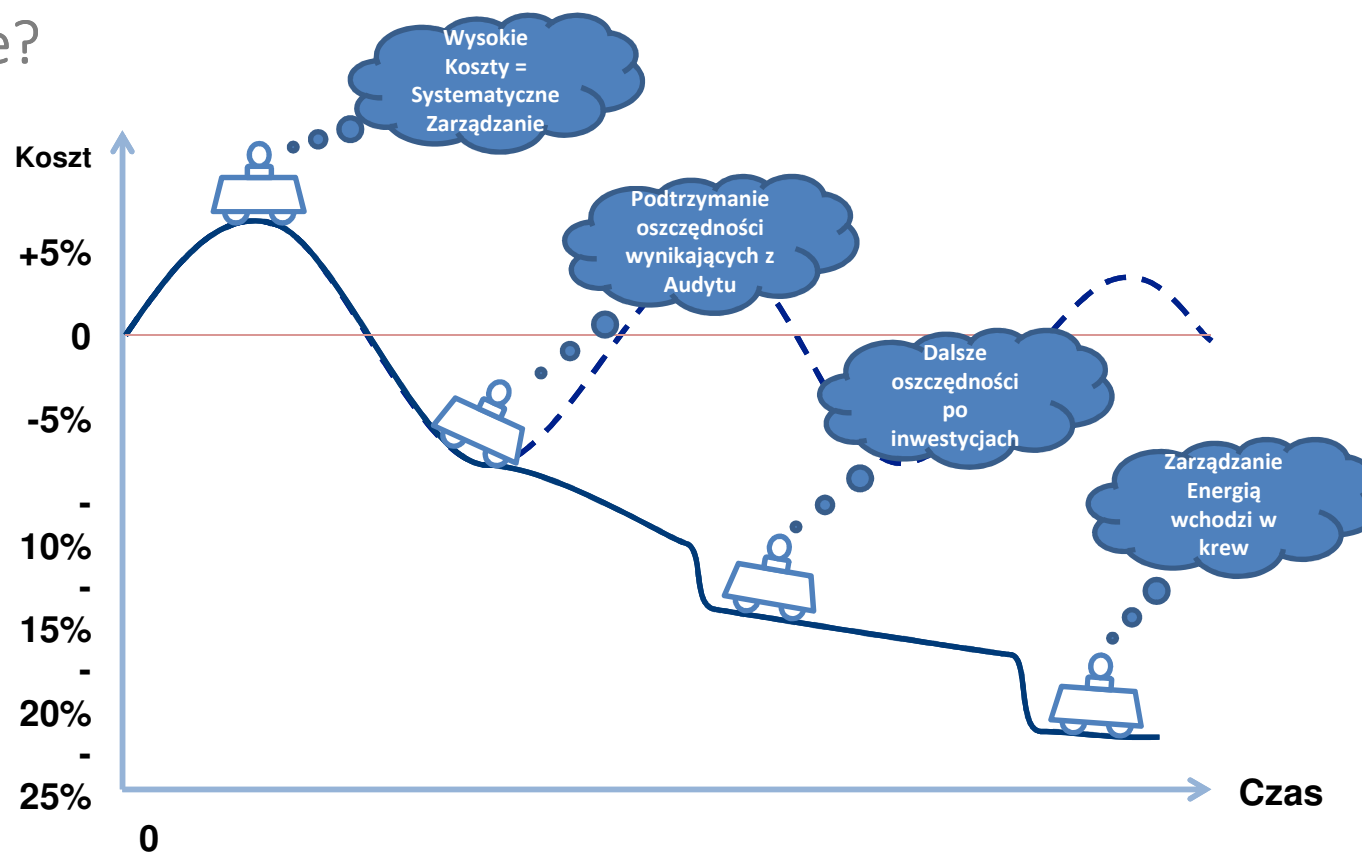 e?
Wysokie
Koszty =
Systematyczne
Zarządzanie
Koszt
+5%
0
-5%
-
10%
-
15%
-
20%
-
25%
0
Podtrzymanie
oszczędności
wynikających z
Audytu
Dalsze
oszczędności
po
inwestycjach
Zarządzanie
Energią
wchodzi w
krew
Czas